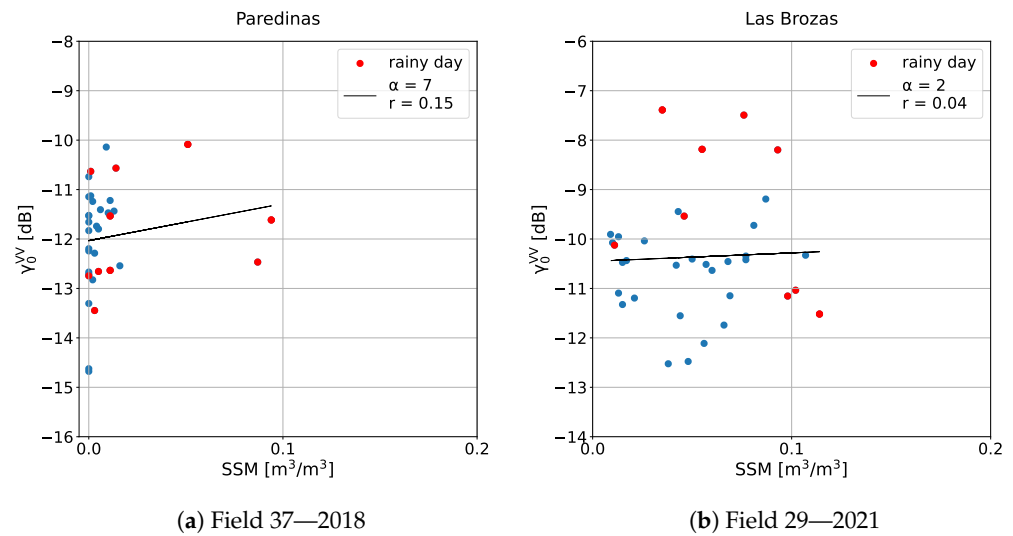 Paredinas
−8
−9
−10
−11
−12
−13
−14
−15
−16
γ₀ⱽⱽ [dB]
rainy day
α = 7
r = 0.15
0.0
0.1
0.2
SSM [m³/m³]
(a) Field 37—2018
Las Brozas
−6
−7
−8
−9
−10
−11
−12
−13
−14
γ₀ⱽⱽ [dB]
rainy day
α = 2
r = 0.04
0.0
0.1
0.2
SSM [m³/m³]
(b) Field 29—2021